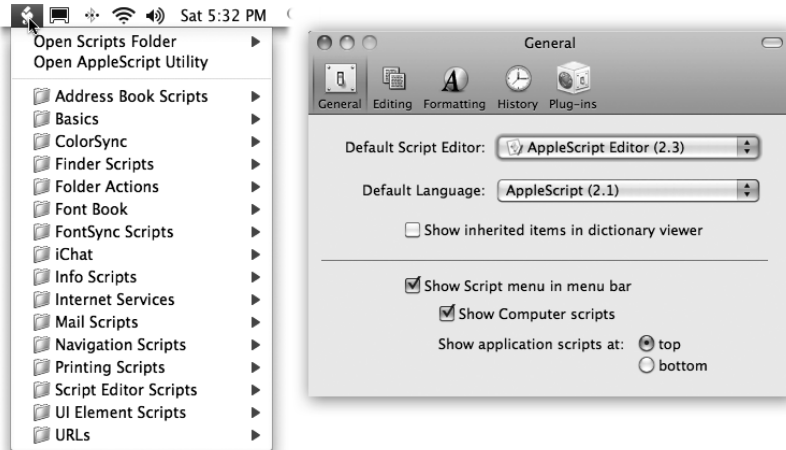 Sat 5:32 PM
Open Scripts Folder
Open AppleScript Utility
Address Book Scripts
Basics
ColorSync
Finder Scripts
Folder Actions
Font Book
FontSync Scripts
iChat
Info Scripts
Internet Services
Mail Scripts
Navigation Scripts
Printing Scripts
Script Editor Scripts
UI Element Scripts
URLs
General
General Editing Formatting History Plug-ins
Default Script Editor: AppleScript Editor (2.3)
Default Language: AppleScript (2.1)
Show inherited items in dictionary viewer
Show Script menu in menu bar
Show Computer scripts
Show application scripts at: top
bottom